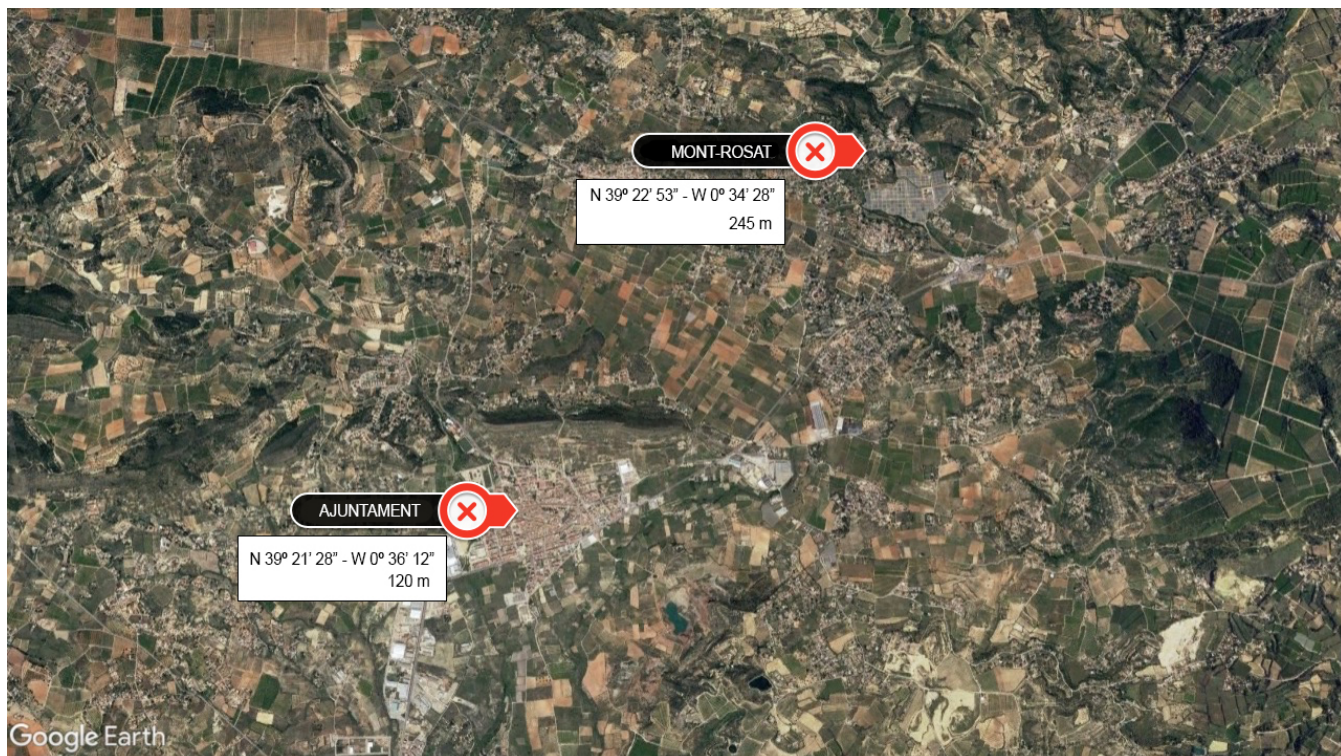 MONT-ROSAT
N 39º 22’ 53” - W 0º 34’ 28”
245 m
AJUNTAMENT
N 39º 21’ 28” - W 0º 36’ 12”
120 m
Google Earth